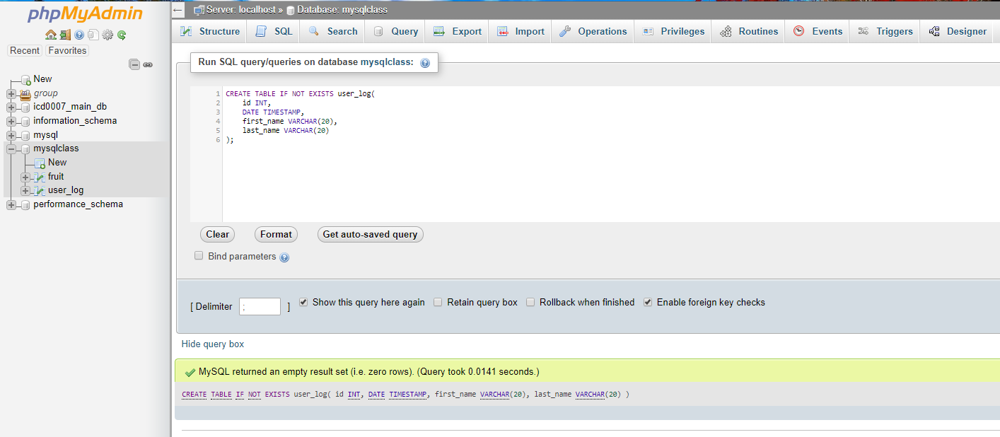 phpMyAdmin
Recent Favorites
New
group
icd0007_main_db
information_schema
mysql
mysqlclass
New
fruit
user_log
performance_schema
Server: localhost » Database: mysqlclass
Structure SQL Search Query Export Import Operations Privileges Routines Events Triggers Designer
Run SQL query/queries on database mysqlclass:
1 CREATE TABLE IF NOT EXISTS user_log(
2 id INT,
3 DATE TIMESTAMP,
4 first_name VARCHAR(20),
5 last_name VARCHAR(20)
6 );
Clear Format Get auto-saved query
Bind parameters
[ Delimiter ; ] Show this query here again Retain query box Rollback when finished Enable foreign key checks
Hide query box
MySQL returned an empty result set (i.e. zero rows). (Query took 0.0141 seconds.)
CREATE TABLE IF NOT EXISTS user_log( id INT, DATE TIMESTAMP, first_name VARCHAR(20), last_name VARCHAR(20) )